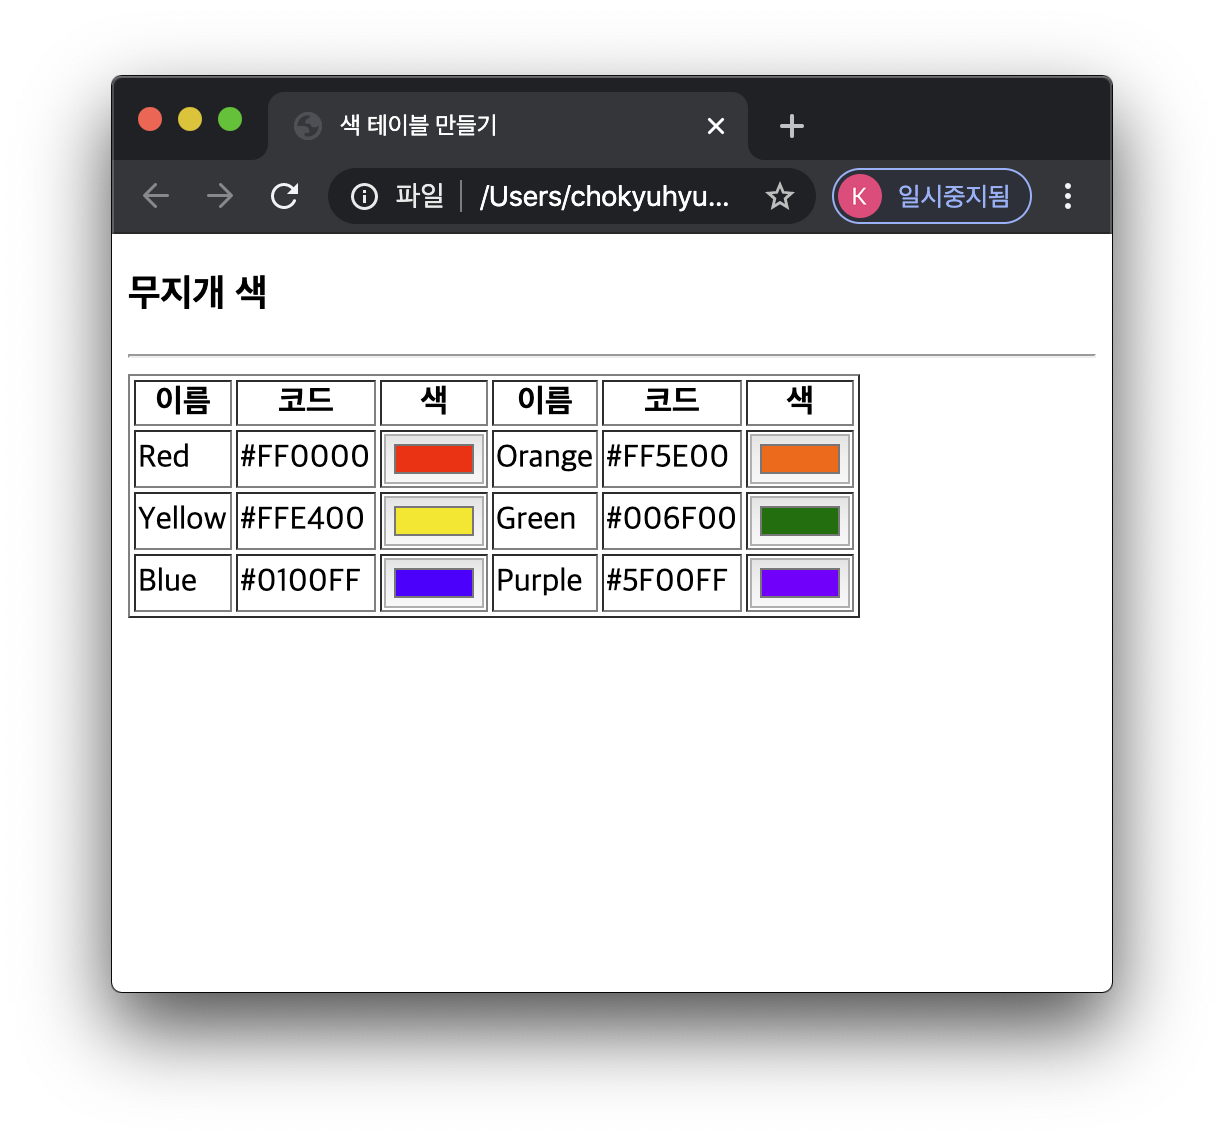 색 테이블 만들기
파일 /Users/chokyuhyu... K 일시중지됨
무지개 색
이름 코드 색 이름 코드 색
Red #FF0000 Orange #FF5E00
Yellow #FFE400 Green #006F00
Blue #0100FF Purple #5F00FF